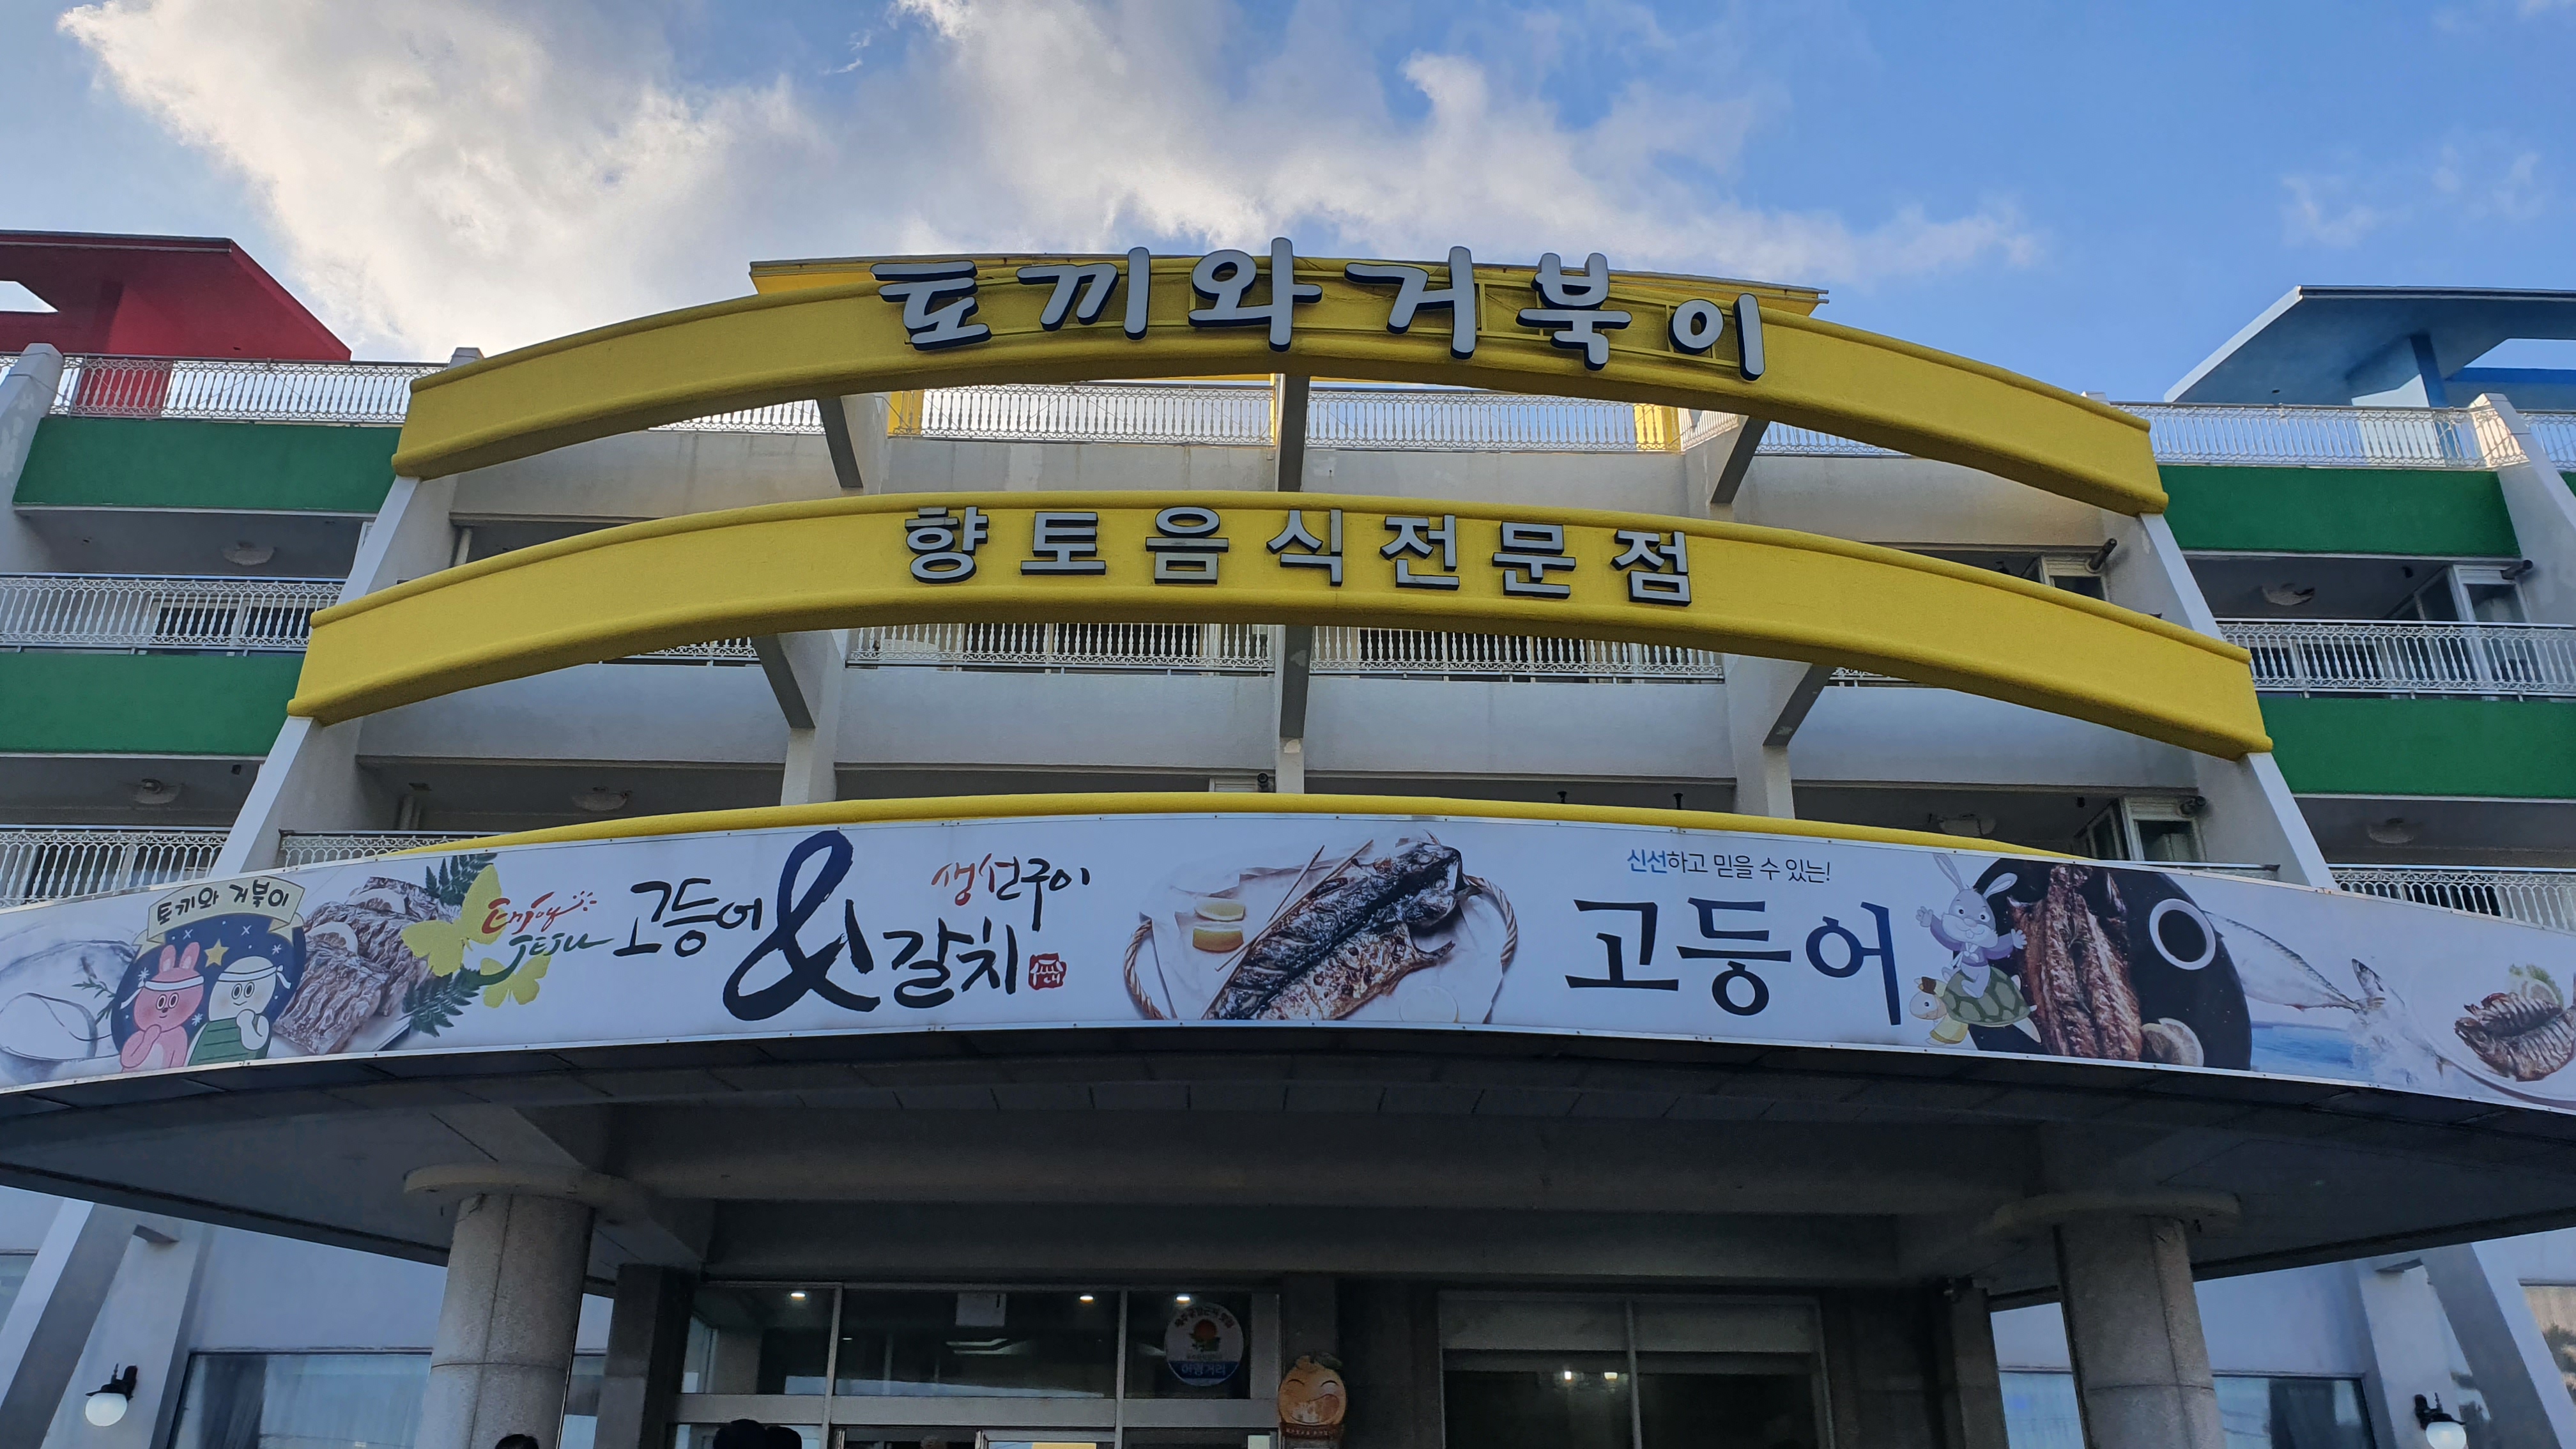 토끼와거북이
향토음식전문점
토끼와 거북이
Enjoy
JEJU
고등어
&
갈치
생선구이
신선하고 믿을 수 있는!
고등어